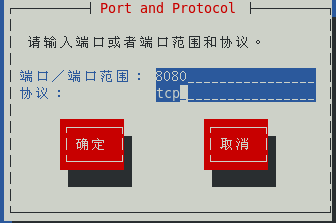 Port and Protocol
请输入端口或者端口范围和协议。
端口／端口范围： 8080
协议： tcp
确定 取消